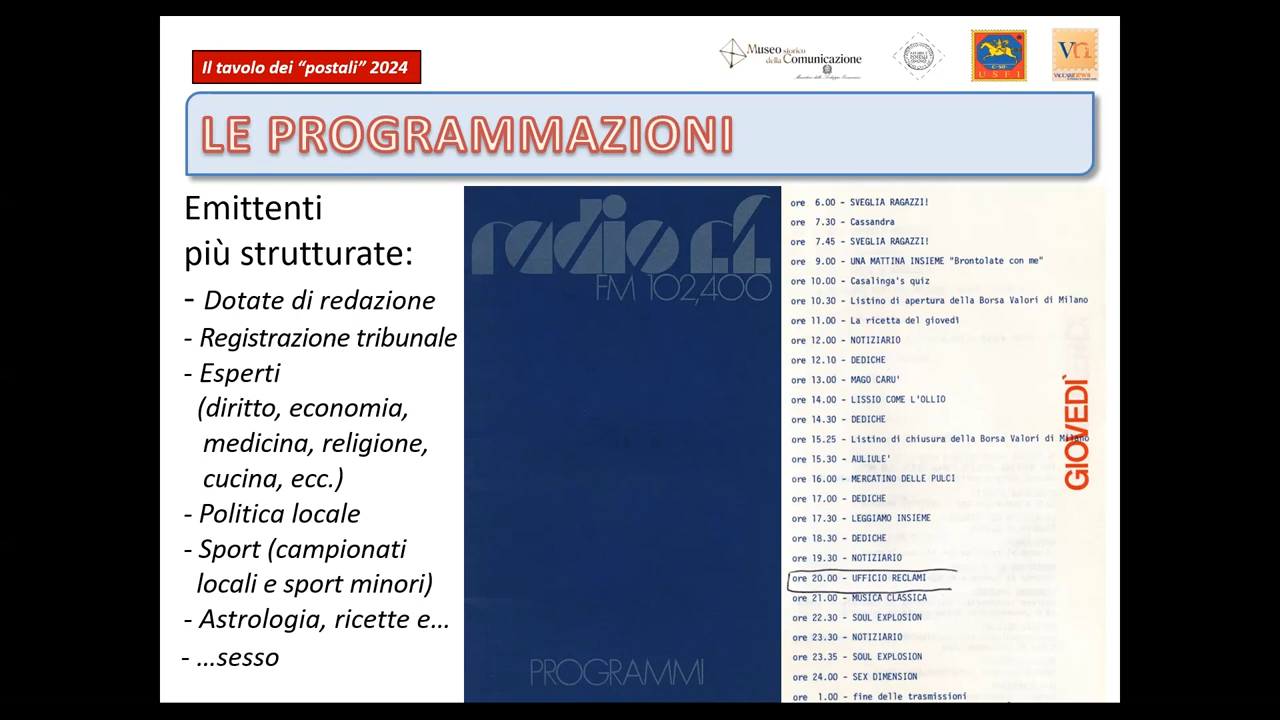 Il tavolo dei “postali” 2024
Museo storico
della Comunicazione
USFI
Vn
VACCARI news
LE PROGRAMMAZIONI
Emittenti
più strutturate:
- Dotate di redazione
- Registrazione tribunale
- Esperti
(diritto, economia,
medicina, religione,
cucina, ecc.)
- Politica locale
- Sport (campionati
locali e sport minori)
- Astrologia, ricette e…
- …sesso
radio cl
FM 102,400
PROGRAMMI
ore 6.00 - SVEGLIA RAGAZZI!
ore 7.30 - Cassandra
ore 7.45 - SVEGLIA RAGAZZI!
ore 9.00 - UNA MATTINA INSIEME "Brontolate con me"
ore 10.00 - Casalinga's quiz
ore 10.30 - Listino di apertura della Borsa Valori di Milano
ore 11.00 - La ricetta del giovedì
ore 12.00 - NOTIZIARIO
ore 12.10 - DEDICHE
ore 13.00 - MAGO CARU'
ore 14.00 - LISSIO COME L'OLLIO
ore 14.30 - DEDICHE
ore 15.25 - Listino di chiusura della Borsa Valori di Milano
ore 15.30 - AULIULE'
ore 16.00 - MERCATINO DELLE PULCI
ore 17.00 - DEDICHE
ore 17.30 - LEGGIAMO INSIEME
ore 18.30 - DEDICHE
ore 19.30 - NOTIZIARIO
ore 20.00 - UFFICIO RECLAMI
ore 21.00 - MUSICA CLASSICA
ore 22.30 - SOUL EXPLOSION
ore 23.30 - NOTIZIARIO
ore 23.35 - SOUL EXPLOSION
ore 24.00 - SEX DIMENSION
ore 1.00 - fine delle trasmissioni
GIOVEDÌ